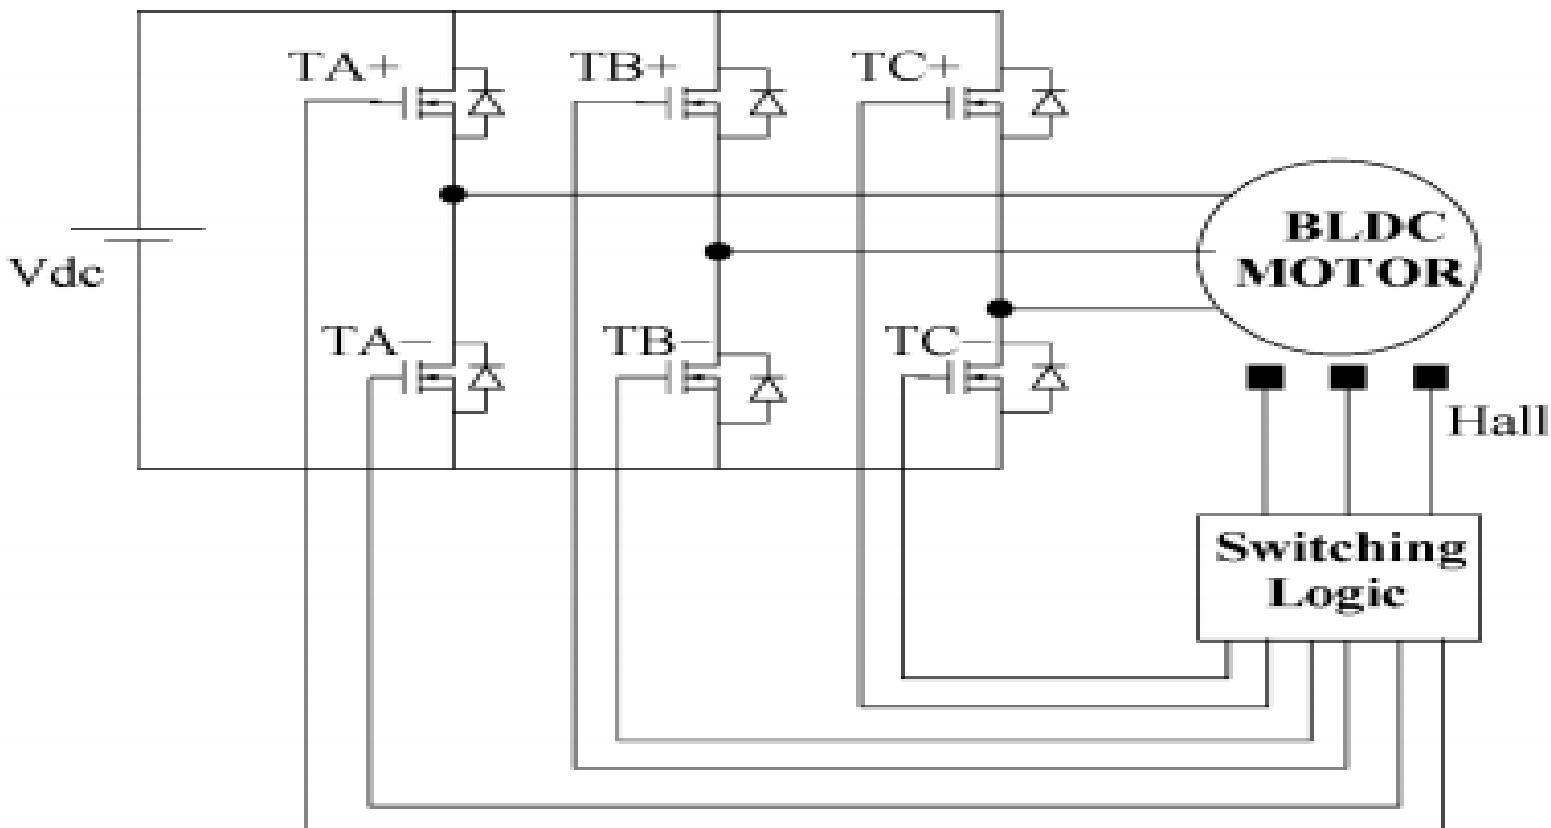 TA+
TB+
TC+
BLDC
MOTOR
Vdc
TA-
TB-
TC-
Hall
Switching
Logic